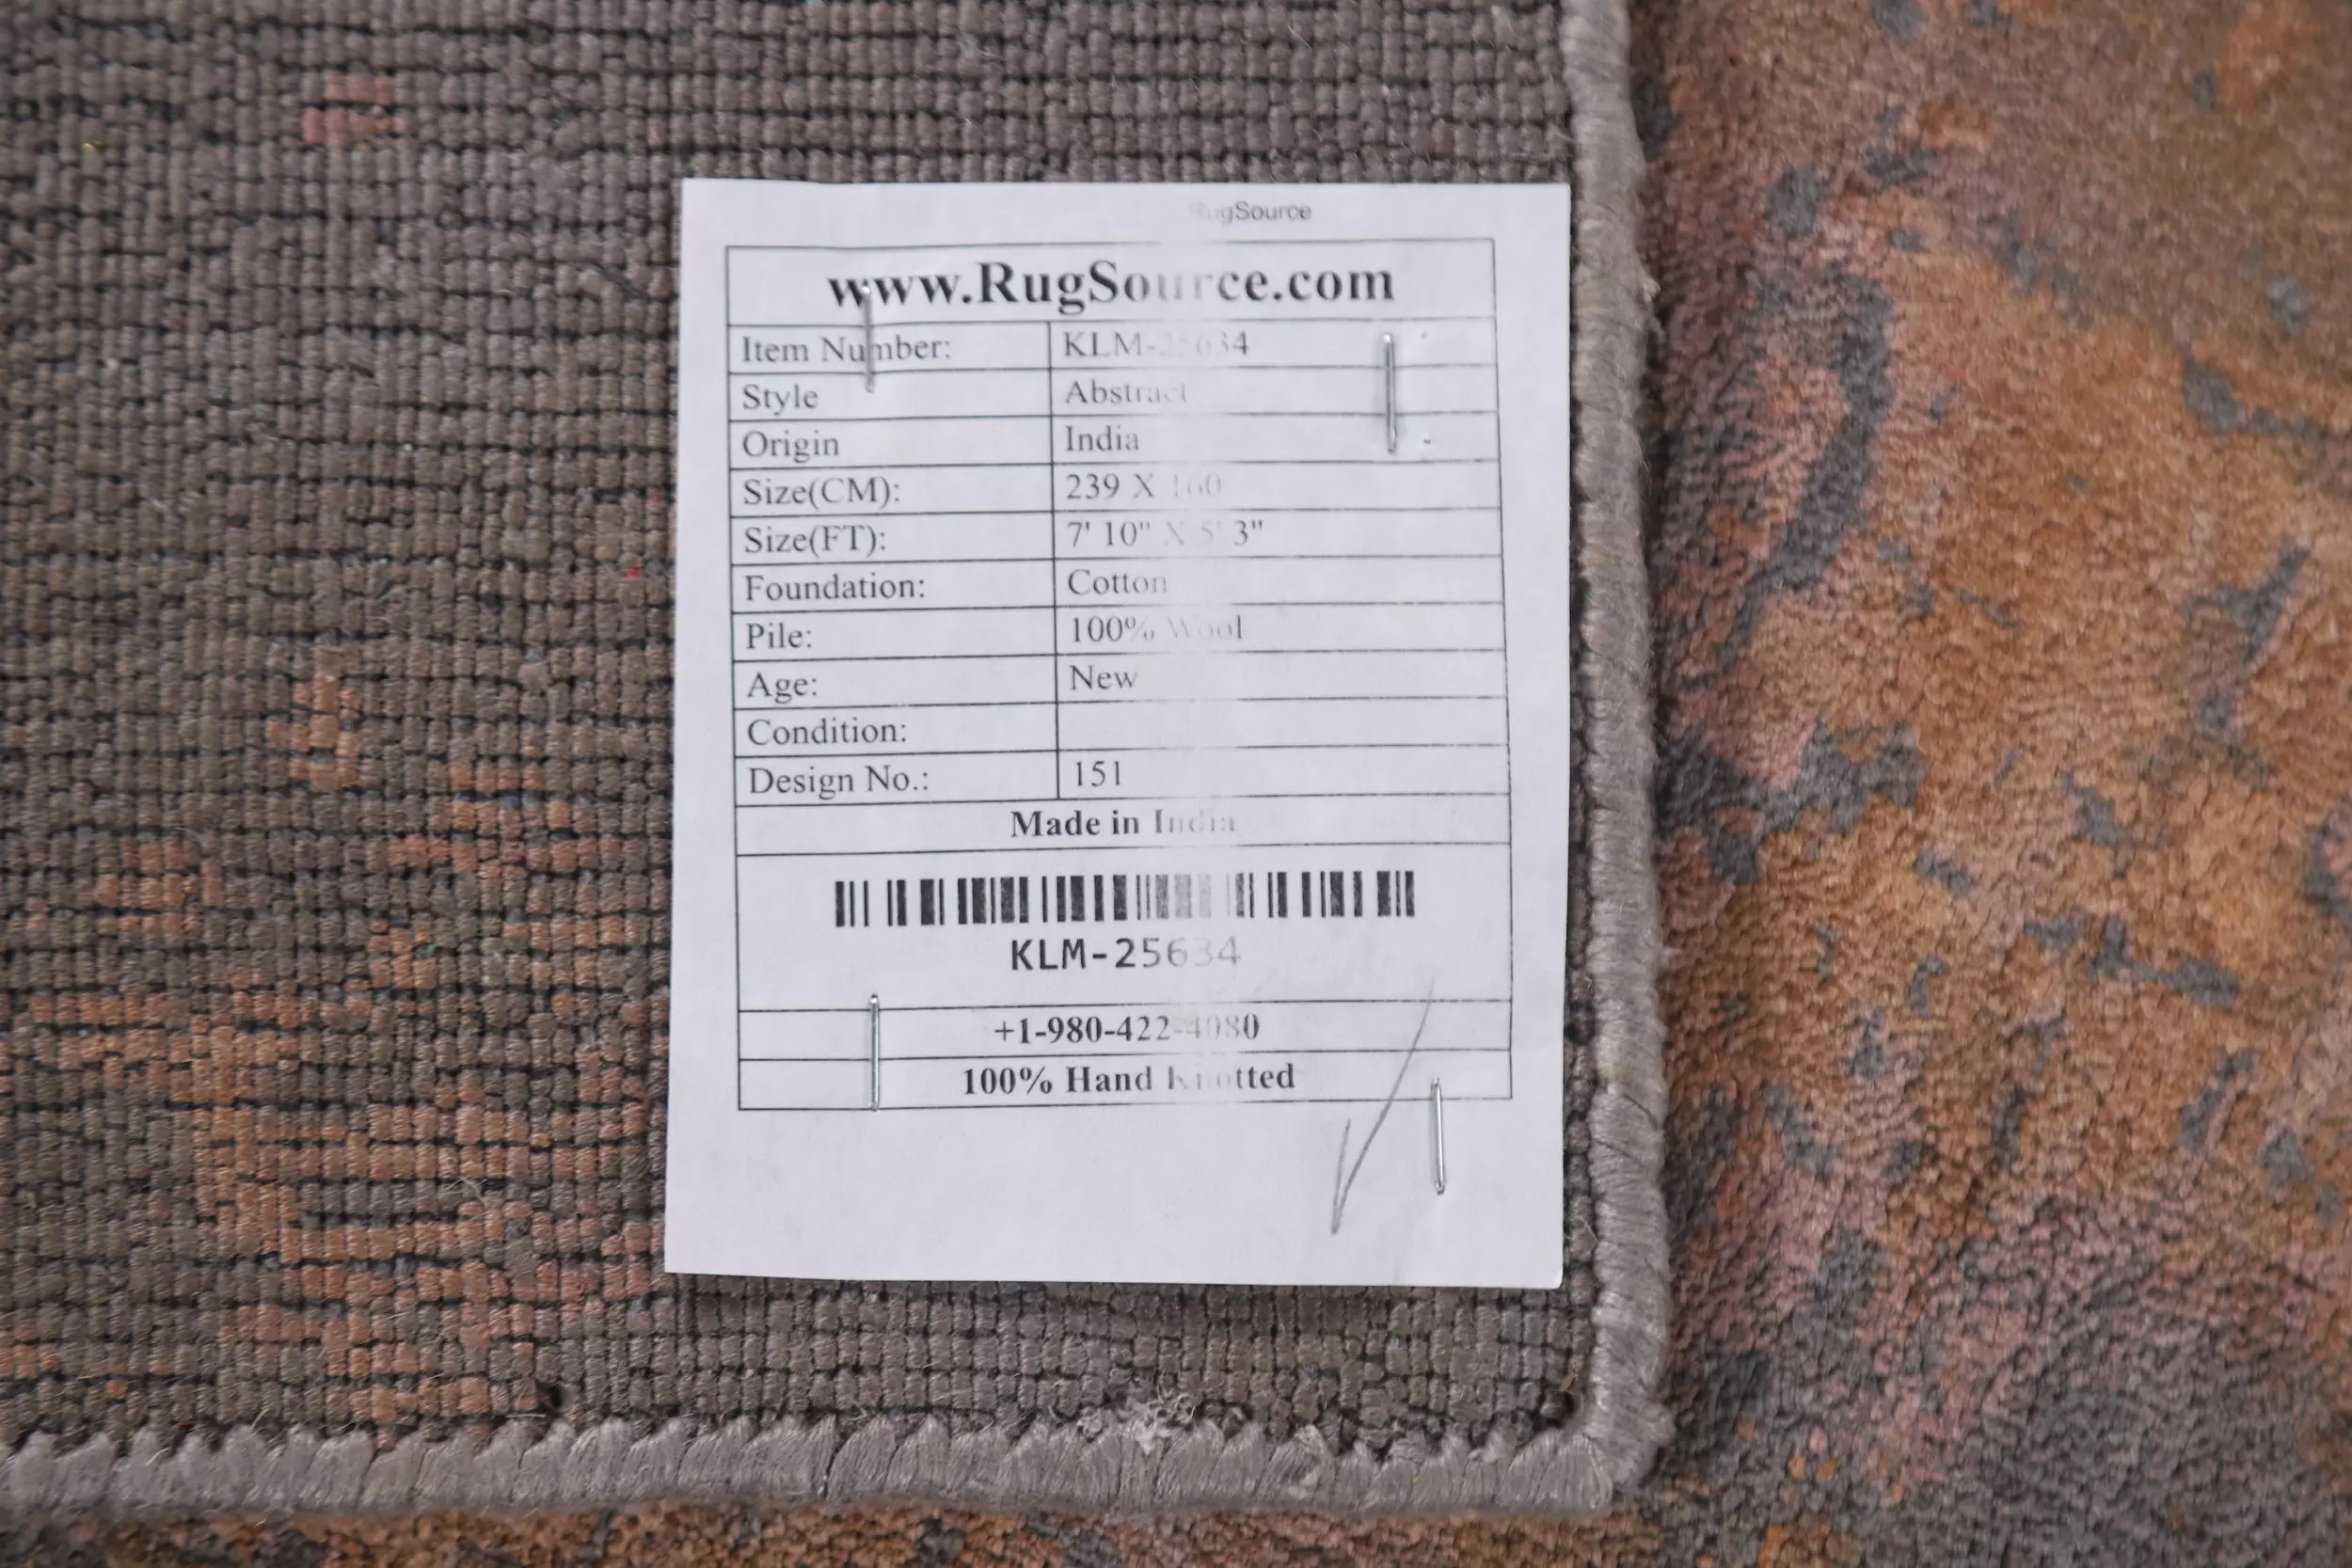 RugSource
www.RugSource.com
Item Number: KLM-25634
Style Abstract
Origin India
Size(CM): 239 X 160
Size(FT): 7' 10" X 5' 3"
Foundation: Cotton
Pile: 100% Wool
Age: New
Condition:
Design No.: 151
Made in India
KLM-25634
+1-980-422-4080
100% Hand Knotted